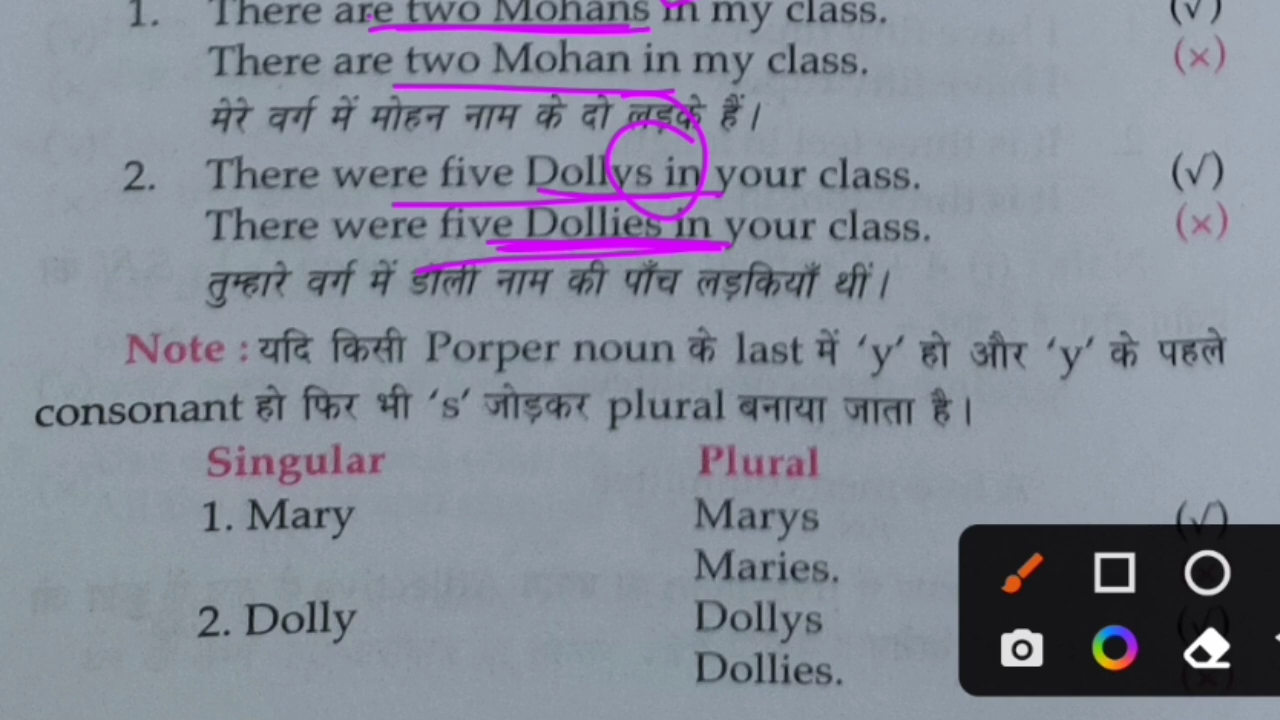 1. There are two Mohans in my class. (√)
There are two Mohan in my class. (×)
मेरे वर्ग में मोहन नाम के दो लड़के हैं।
2. There were five Dollys in your class. (√)
There were five Dollies in your class. (×)
तुम्हारे वर्ग में डॉली नाम की पाँच लड़कियाँ थीं।
Note : यदि किसी Porper noun के last में ‘y’ हो और ‘y’ के पहले
consonant हो फिर भी ‘s’ जोड़कर plural बनाया जाता है।
Singular Plural
1. Mary Marys (√)
Maries.
2. Dolly Dollys
Dollies.